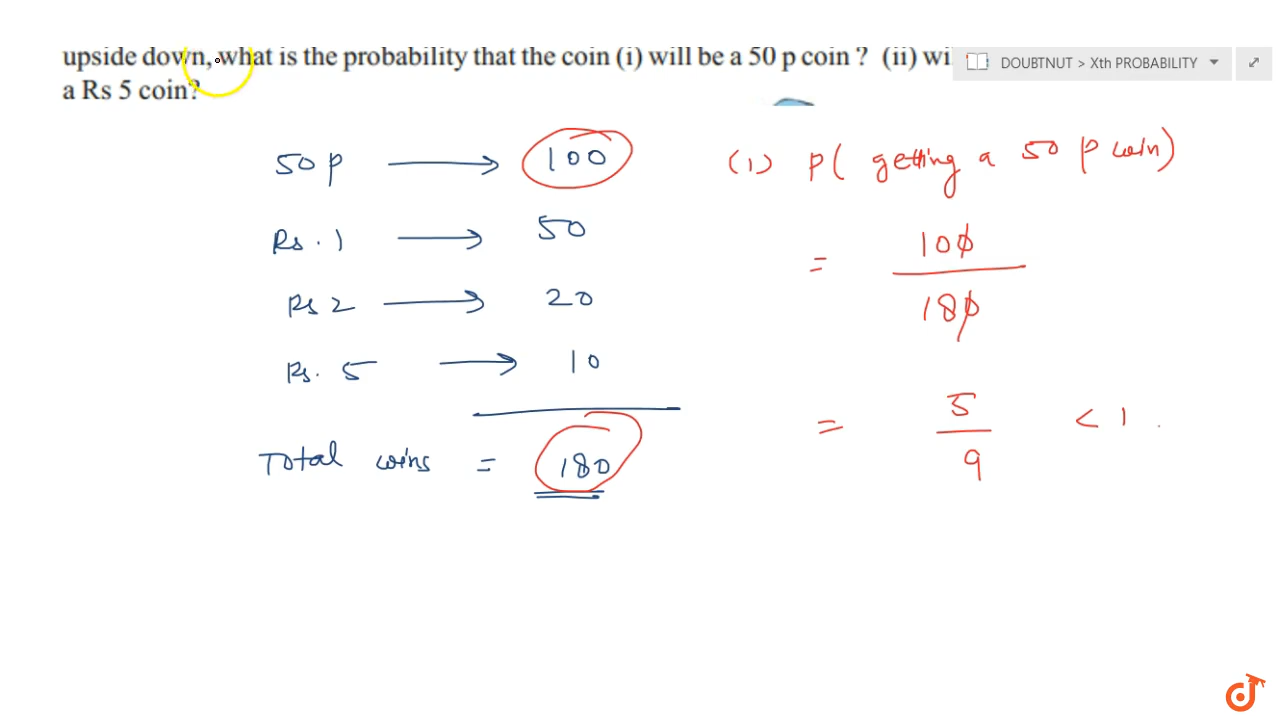 upside down, what is the probability that the coin (i) will be a 50 p coin ? (ii) wi
DOUBTNUT > Xth PROBABILITY
a Rs 5 coin?
50 p → 100
(1) P( getting a 50 p coin)
Rs. 1 → 50
= 100/180
Rs 2 → 20
Rs. 5 → 10
= 5/9 < 1 .
Total coins = 180